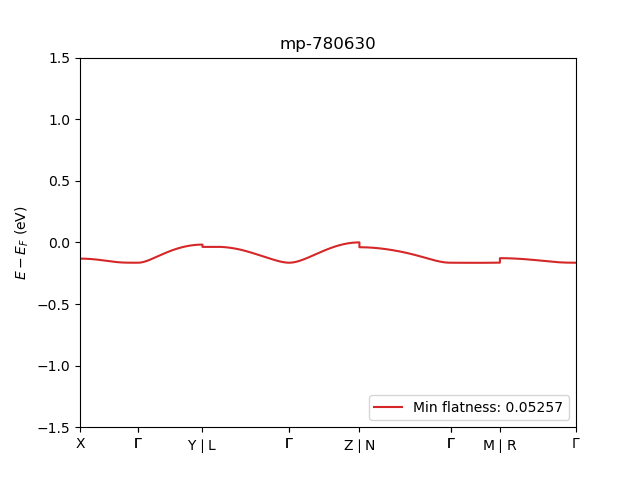 mp-780630
1.5
1.0
0.5
0.0
−0.5
−1.0
−1.5
E − E_F (eV)
Min flatness: 0.05257
X Γ Y | L Γ Z | N Γ M | R Γ